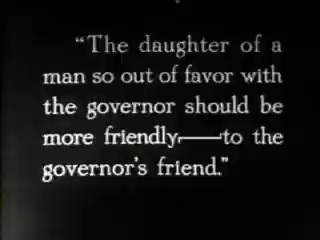 "The daughter of a
man so out of favor with
the governor should be
more friendly,——to the
governor's friend."